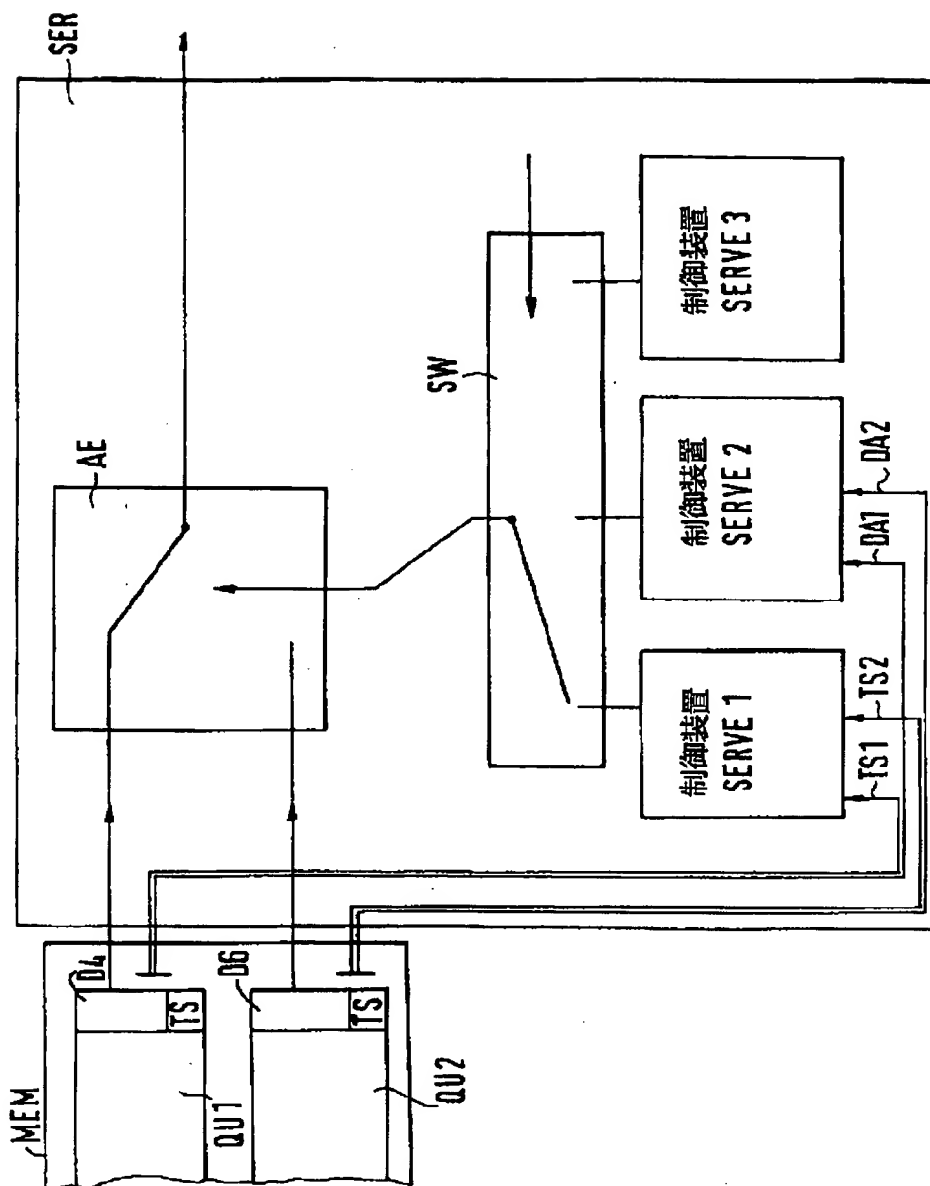 SER
AE
SW
制御装置
SERVE 1
制御装置
SERVE 2
制御装置
SERVE 3
TS1
TS2
DA1
DA2
MEM
D4
TS
QU1
D6
TS
QU2